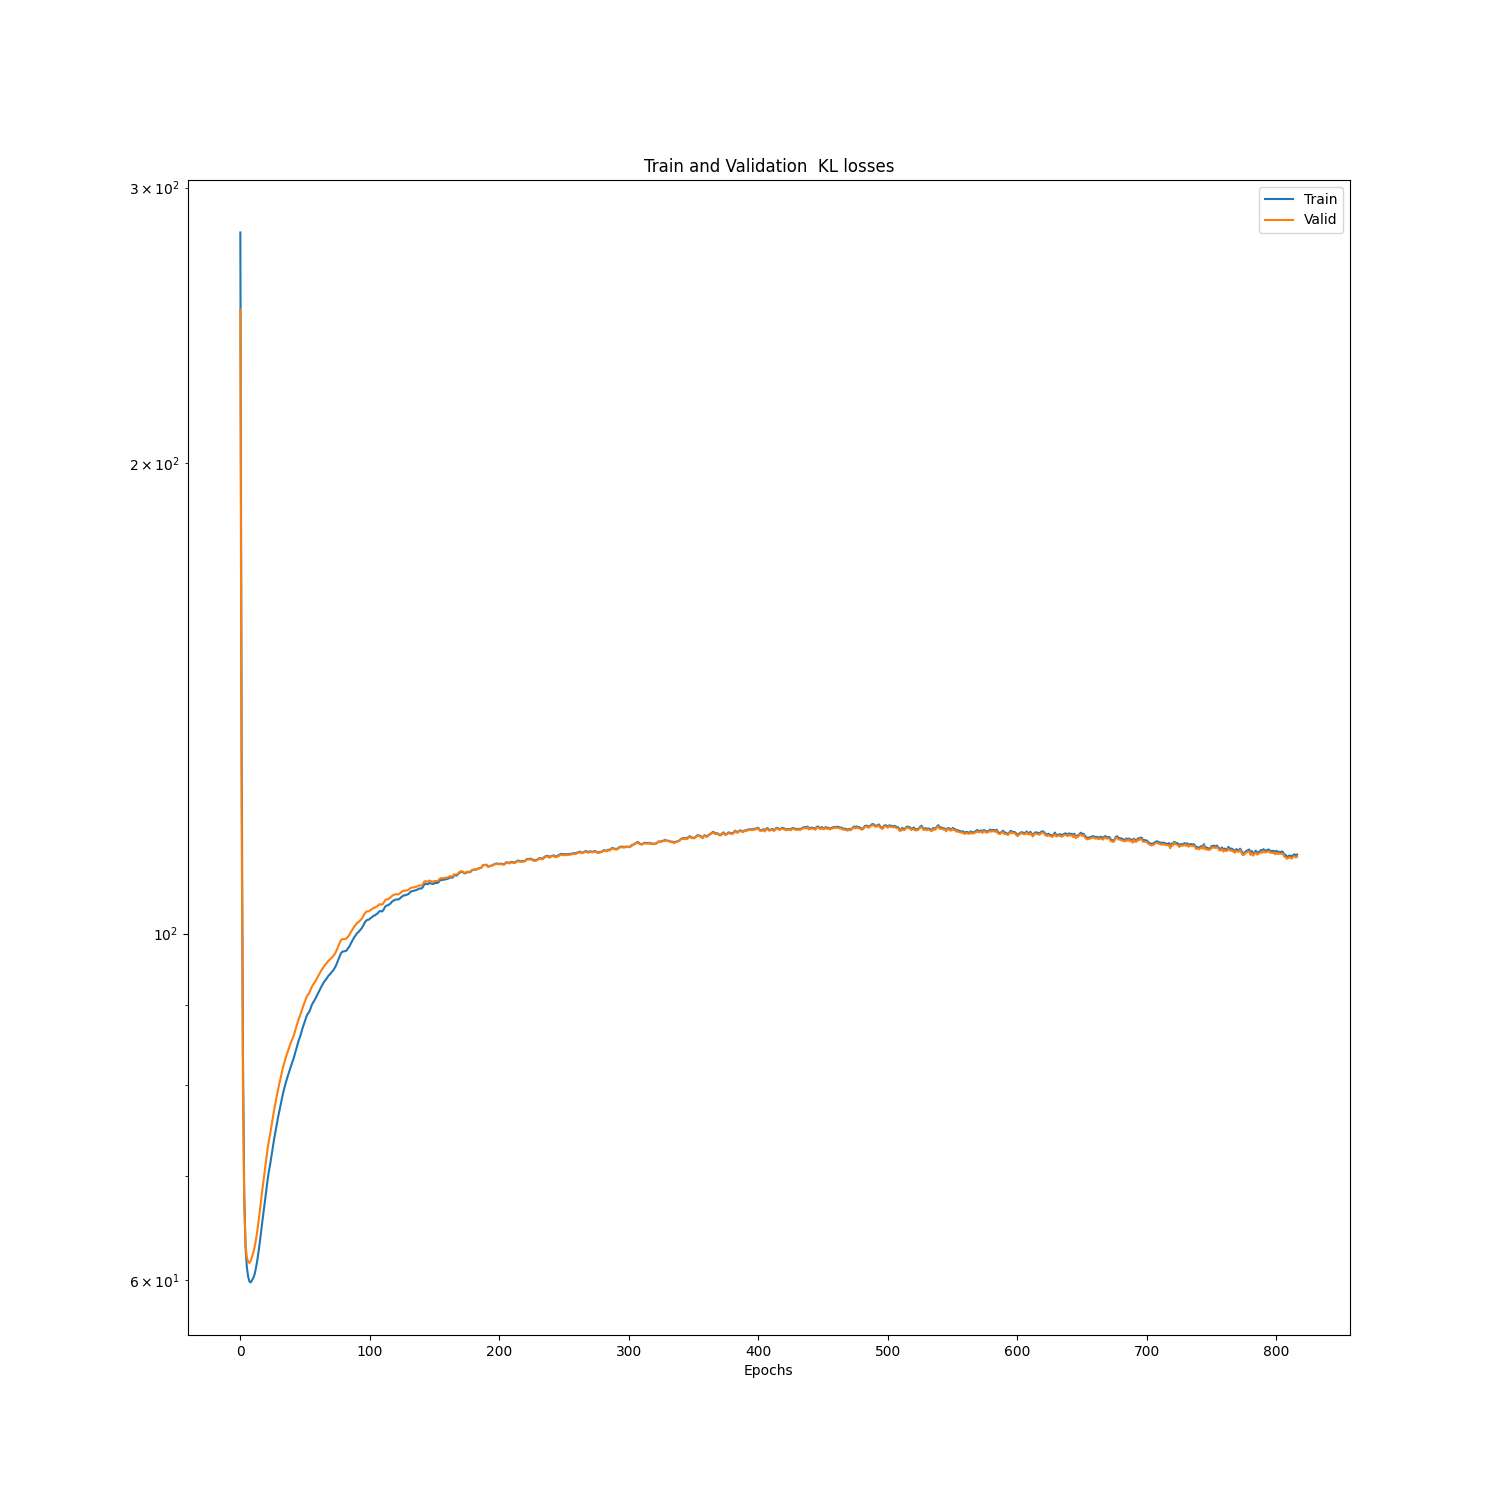 Train and Validation  KL losses
3 × 10²
2 × 10²
10²
6 × 10¹
Train
Valid
0 100 200 300 400 500 600 700 800
Epochs